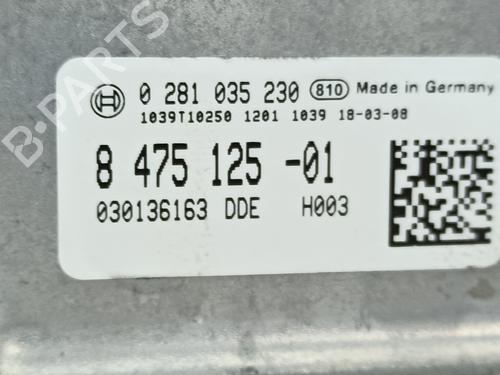 B-PARTS
0 281 035 230 810 Made in Germany
1039T10250 1201 1039 18-03-08
8 475 125 -01
030136163 DDE H003